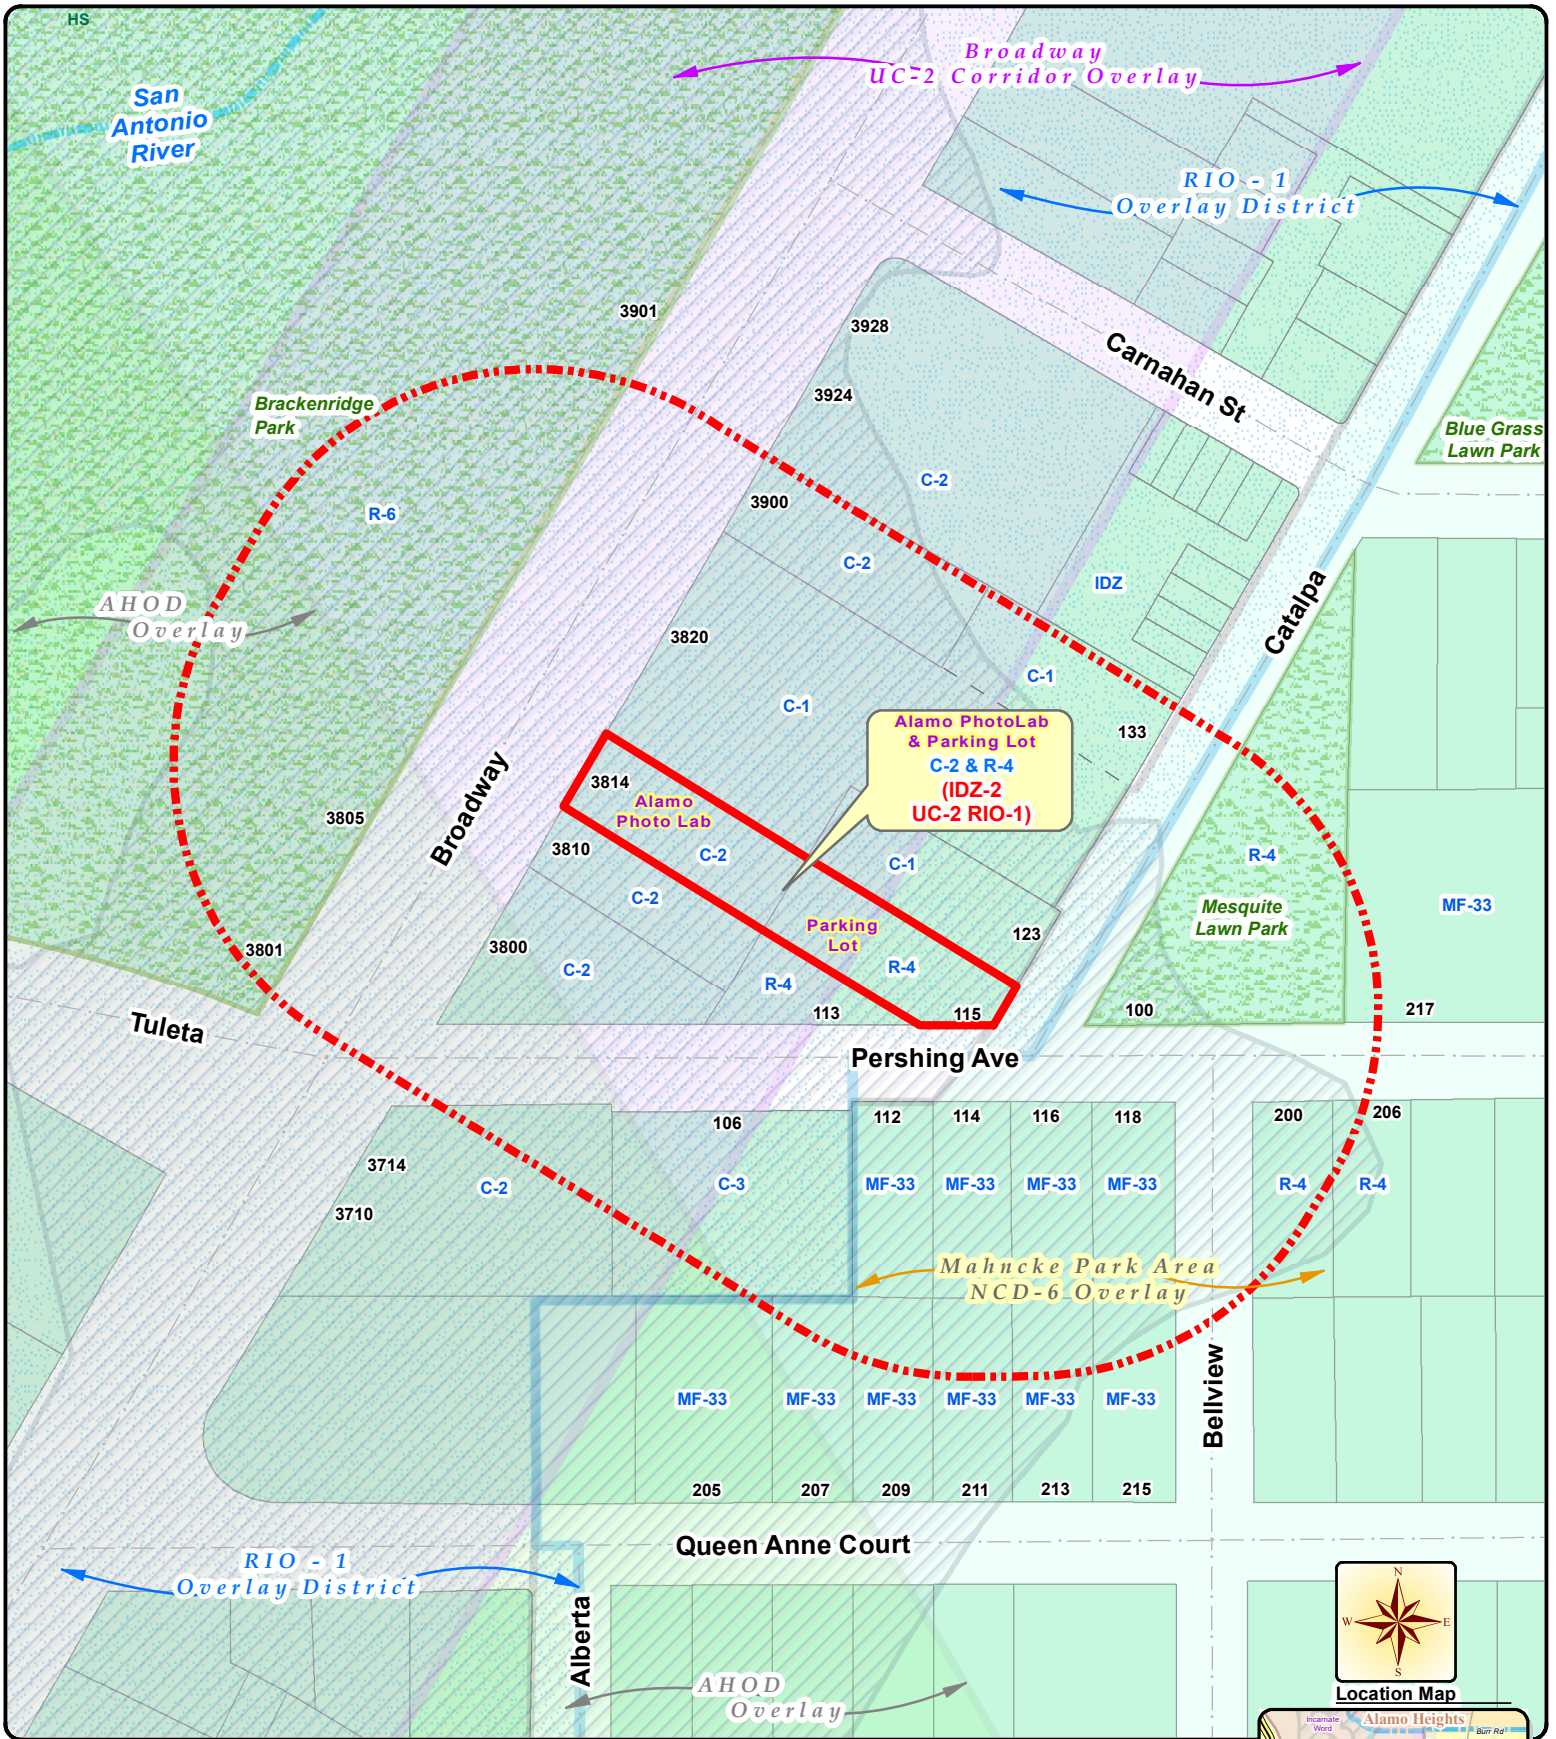 HS
San
Antonio
River
Broadway
UC-2 Corridor Overlay
RIO - 1
Overlay District
3901
3928
Carnahan St
3924
Brackenridge
Park
Blue Grass
Lawn Park
C-2
3900
R-6
C-2
IDZ
AHOD
Overlay
Catalpa
3820
C-1
C-1
Alamo PhotoLab
& Parking Lot
C-2 & R-4
(IDZ-2
UC-2 RIO-1)
133
3814
Alamo
Photo Lab
Broadway
3805
3810
C-2
C-1
R-4
C-2
Mesquite
Lawn Park
MF-33
Parking
Lot
123
3801
3800
C-2
R-4
R-4
113
115
100
217
Tuleta
Pershing Ave
106
112
114
116
118
200
206
3714
C-2
C-3
MF-33
MF-33
MF-33
MF-33
R-4
R-4
3710
Mahncke Park Area
NCD-6 Overlay
Bellview
MF-33
MF-33
MF-33
MF-33
MF-33
MF-33
205
207
209
211
213
215
Queen Anne Court
RIO - 1
Overlay District
Alberta
AHOD
Overlay
N
W
E
S
Location Map
Incarnate
Word
Alamo Heights
Burr Rd